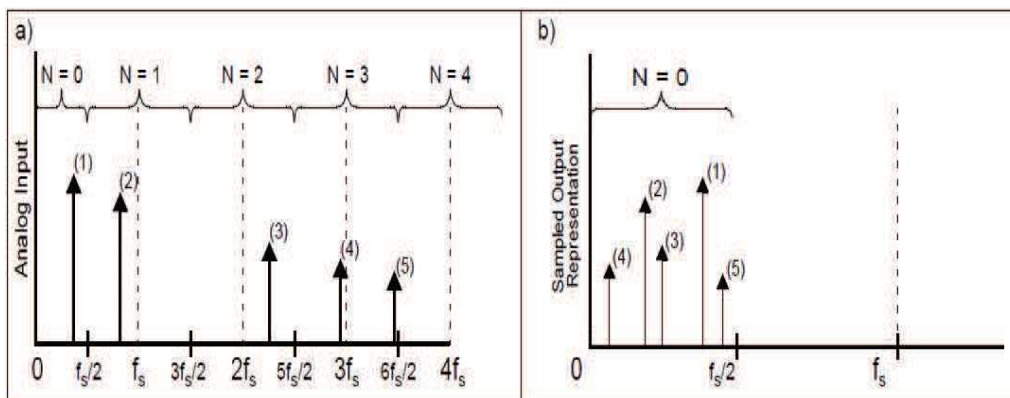 a)
N = 0 N = 1 N = 2 N = 3 N = 4
Analog Input
(1)
(2)
(3)
(4)
(5)
0 fs/2 fs 3fs/2 2fs 5fs/2 3fs 6fs/2 4fs
b)
N = 0
Sampled Output
Representation
(1)
(2)
(3)
(4)
(5)
0 fs/2 fs